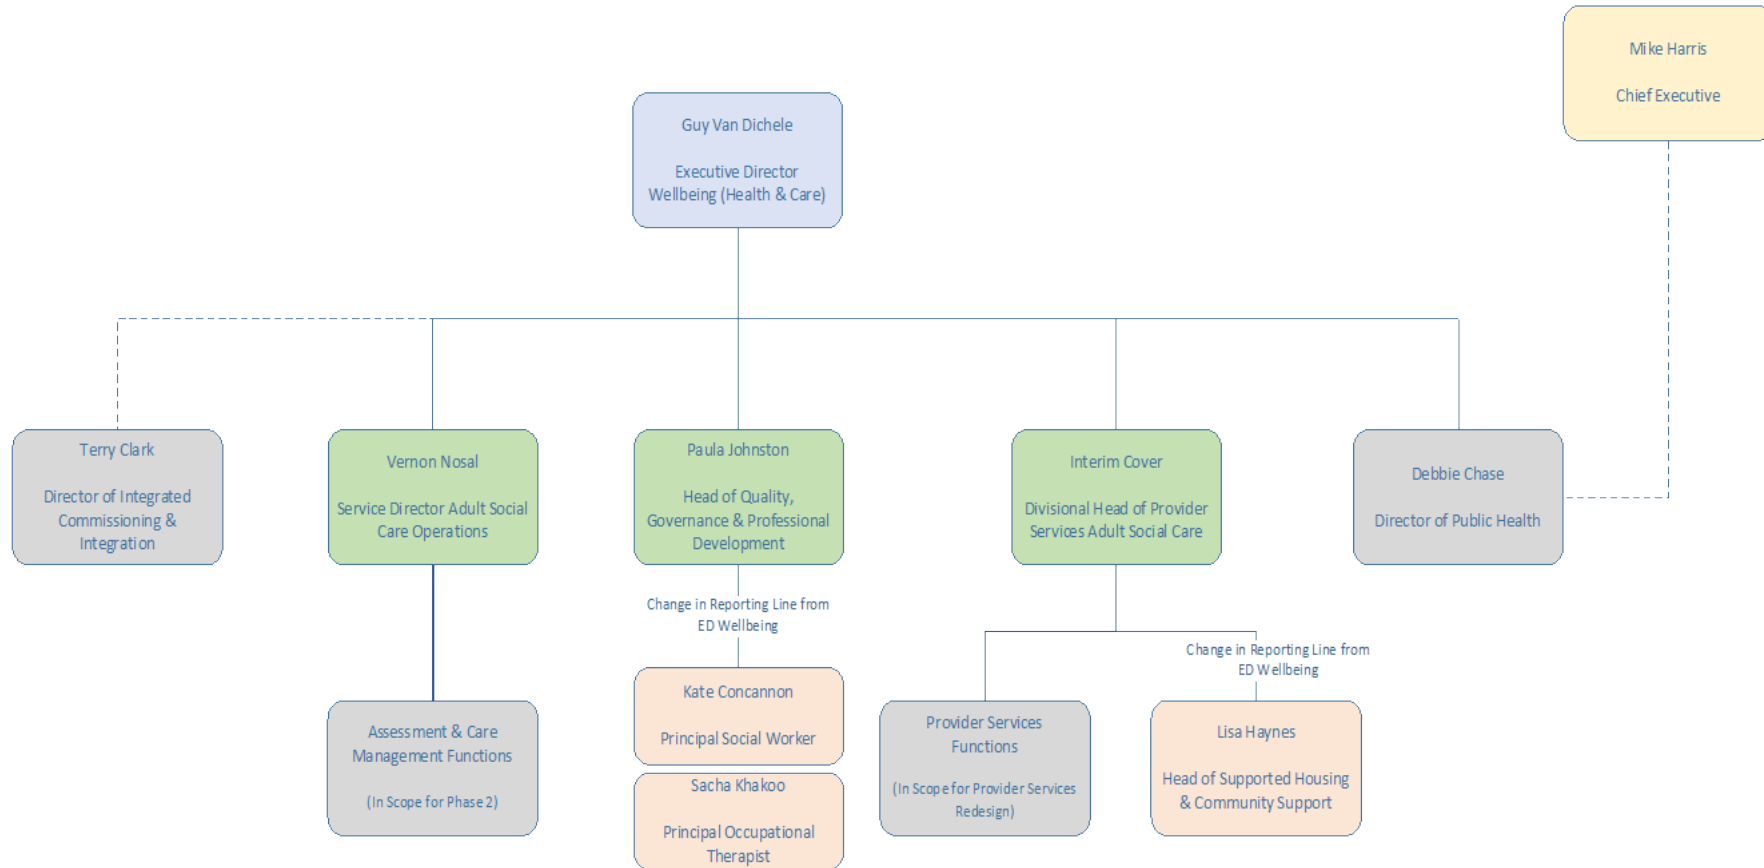 Mike Harris
Chief Executive
Guy Van Dichele
Executive Director
Wellbeing (Health & Care)
Terry Clark
Director of Integrated
Commissioning &
Integration
Vernon Nosal
Service Director Adult Social
Care Operations
Paula Johnston
Head of Quality,
Governance & Professional
Development
Interim Cover
Divisional Head of Provider
Services Adult Social Care
Debbie Chase
Director of Public Health
Change in Reporting Line from
ED Wellbeing
Change in Reporting Line from
ED Wellbeing
Assessment & Care
Management Functions
(In Scope for Phase 2)
Kate Concannon
Principal Social Worker
Sacha Khakoo
Principal Occupational
Therapist
Provider Services
Functions
(In Scope for Provider Services
Redesign)
Lisa Haynes
Head of Supported Housing
& Community Support